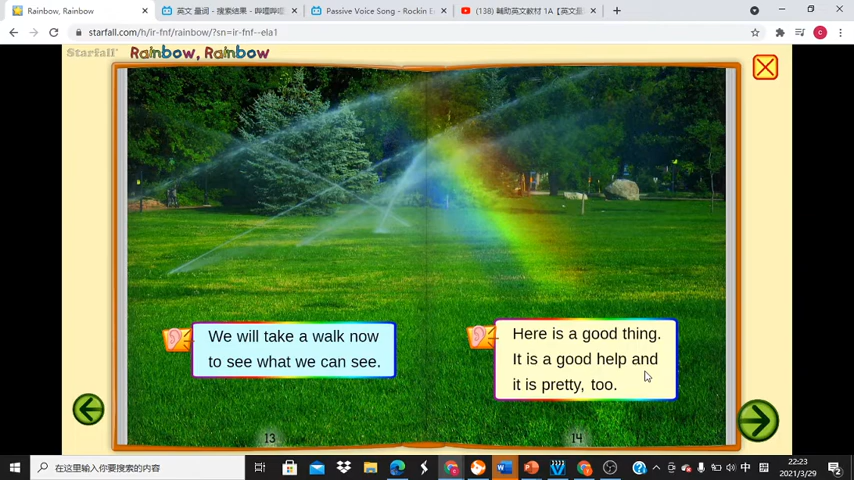 Rainbow, Rainbow
英文 量词 - 搜索结果 - 哔哩哔哩
Passive Voice Song - Rockin E
(138) 輔助英文教材 1A【英文
starfall.com/h/ir-fnf/rainbow/?sn=ir-fnf--ela1
Starfall
Rainbow, Rainbow
We will take a walk now
to see what we can see.
Here is a good thing.
It is a good help and
it is pretty, too.
13
14
在这里输入你要搜索的内容
中
22:23
2021/3/29
2